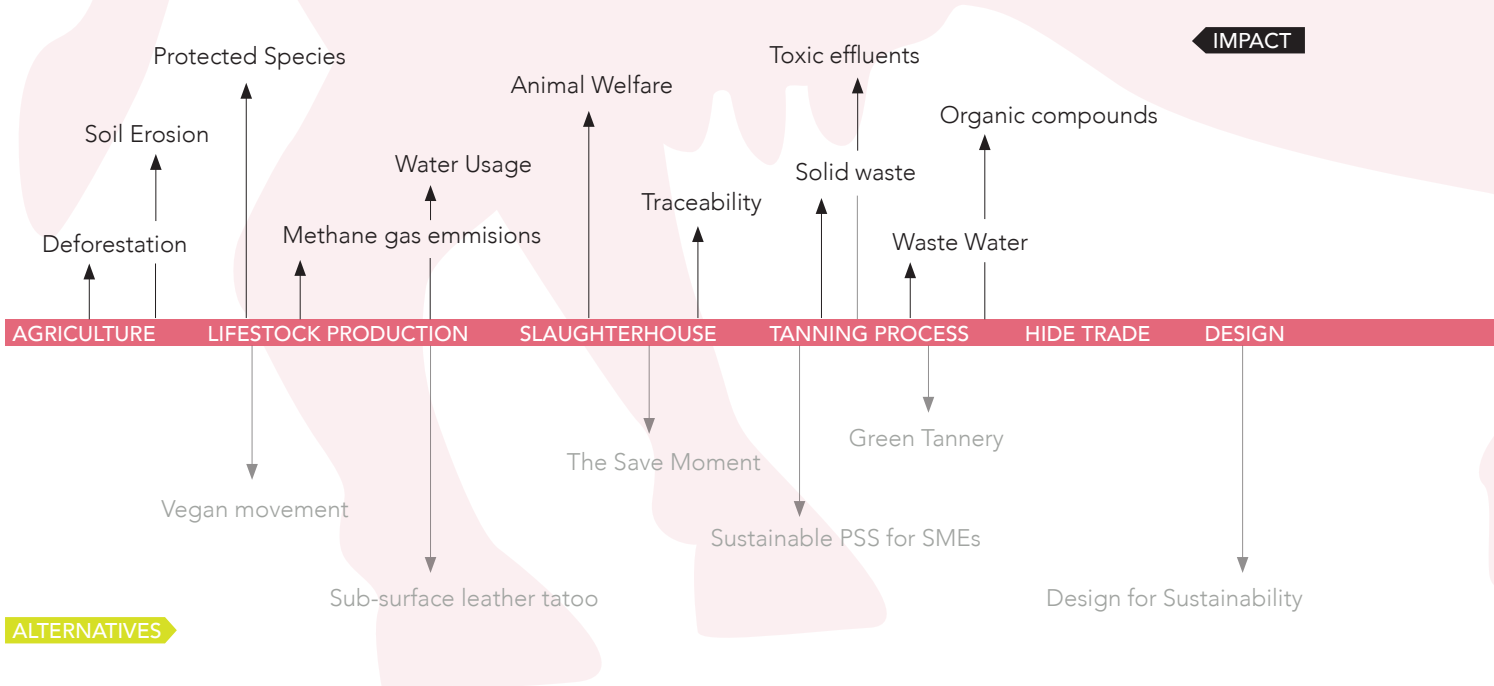 IMPACT
Protected Species
Toxic effluents
Animal Welfare
Organic compounds
Soil Erosion
Water Usage
Solid waste
Traceability
Deforestation
Methane gas emmisions
Waste Water
AGRICULTURE
LIFESTOCK PRODUCTION
SLAUGHTERHOUSE
TANNING PROCESS
HIDE TRADE
DESIGN
Green Tannery
The Save Moment
Vegan movement
Sustainable PSS for SMEs
Sub-surface leather tatoo
Design for Sustainability
ALTERNATIVES